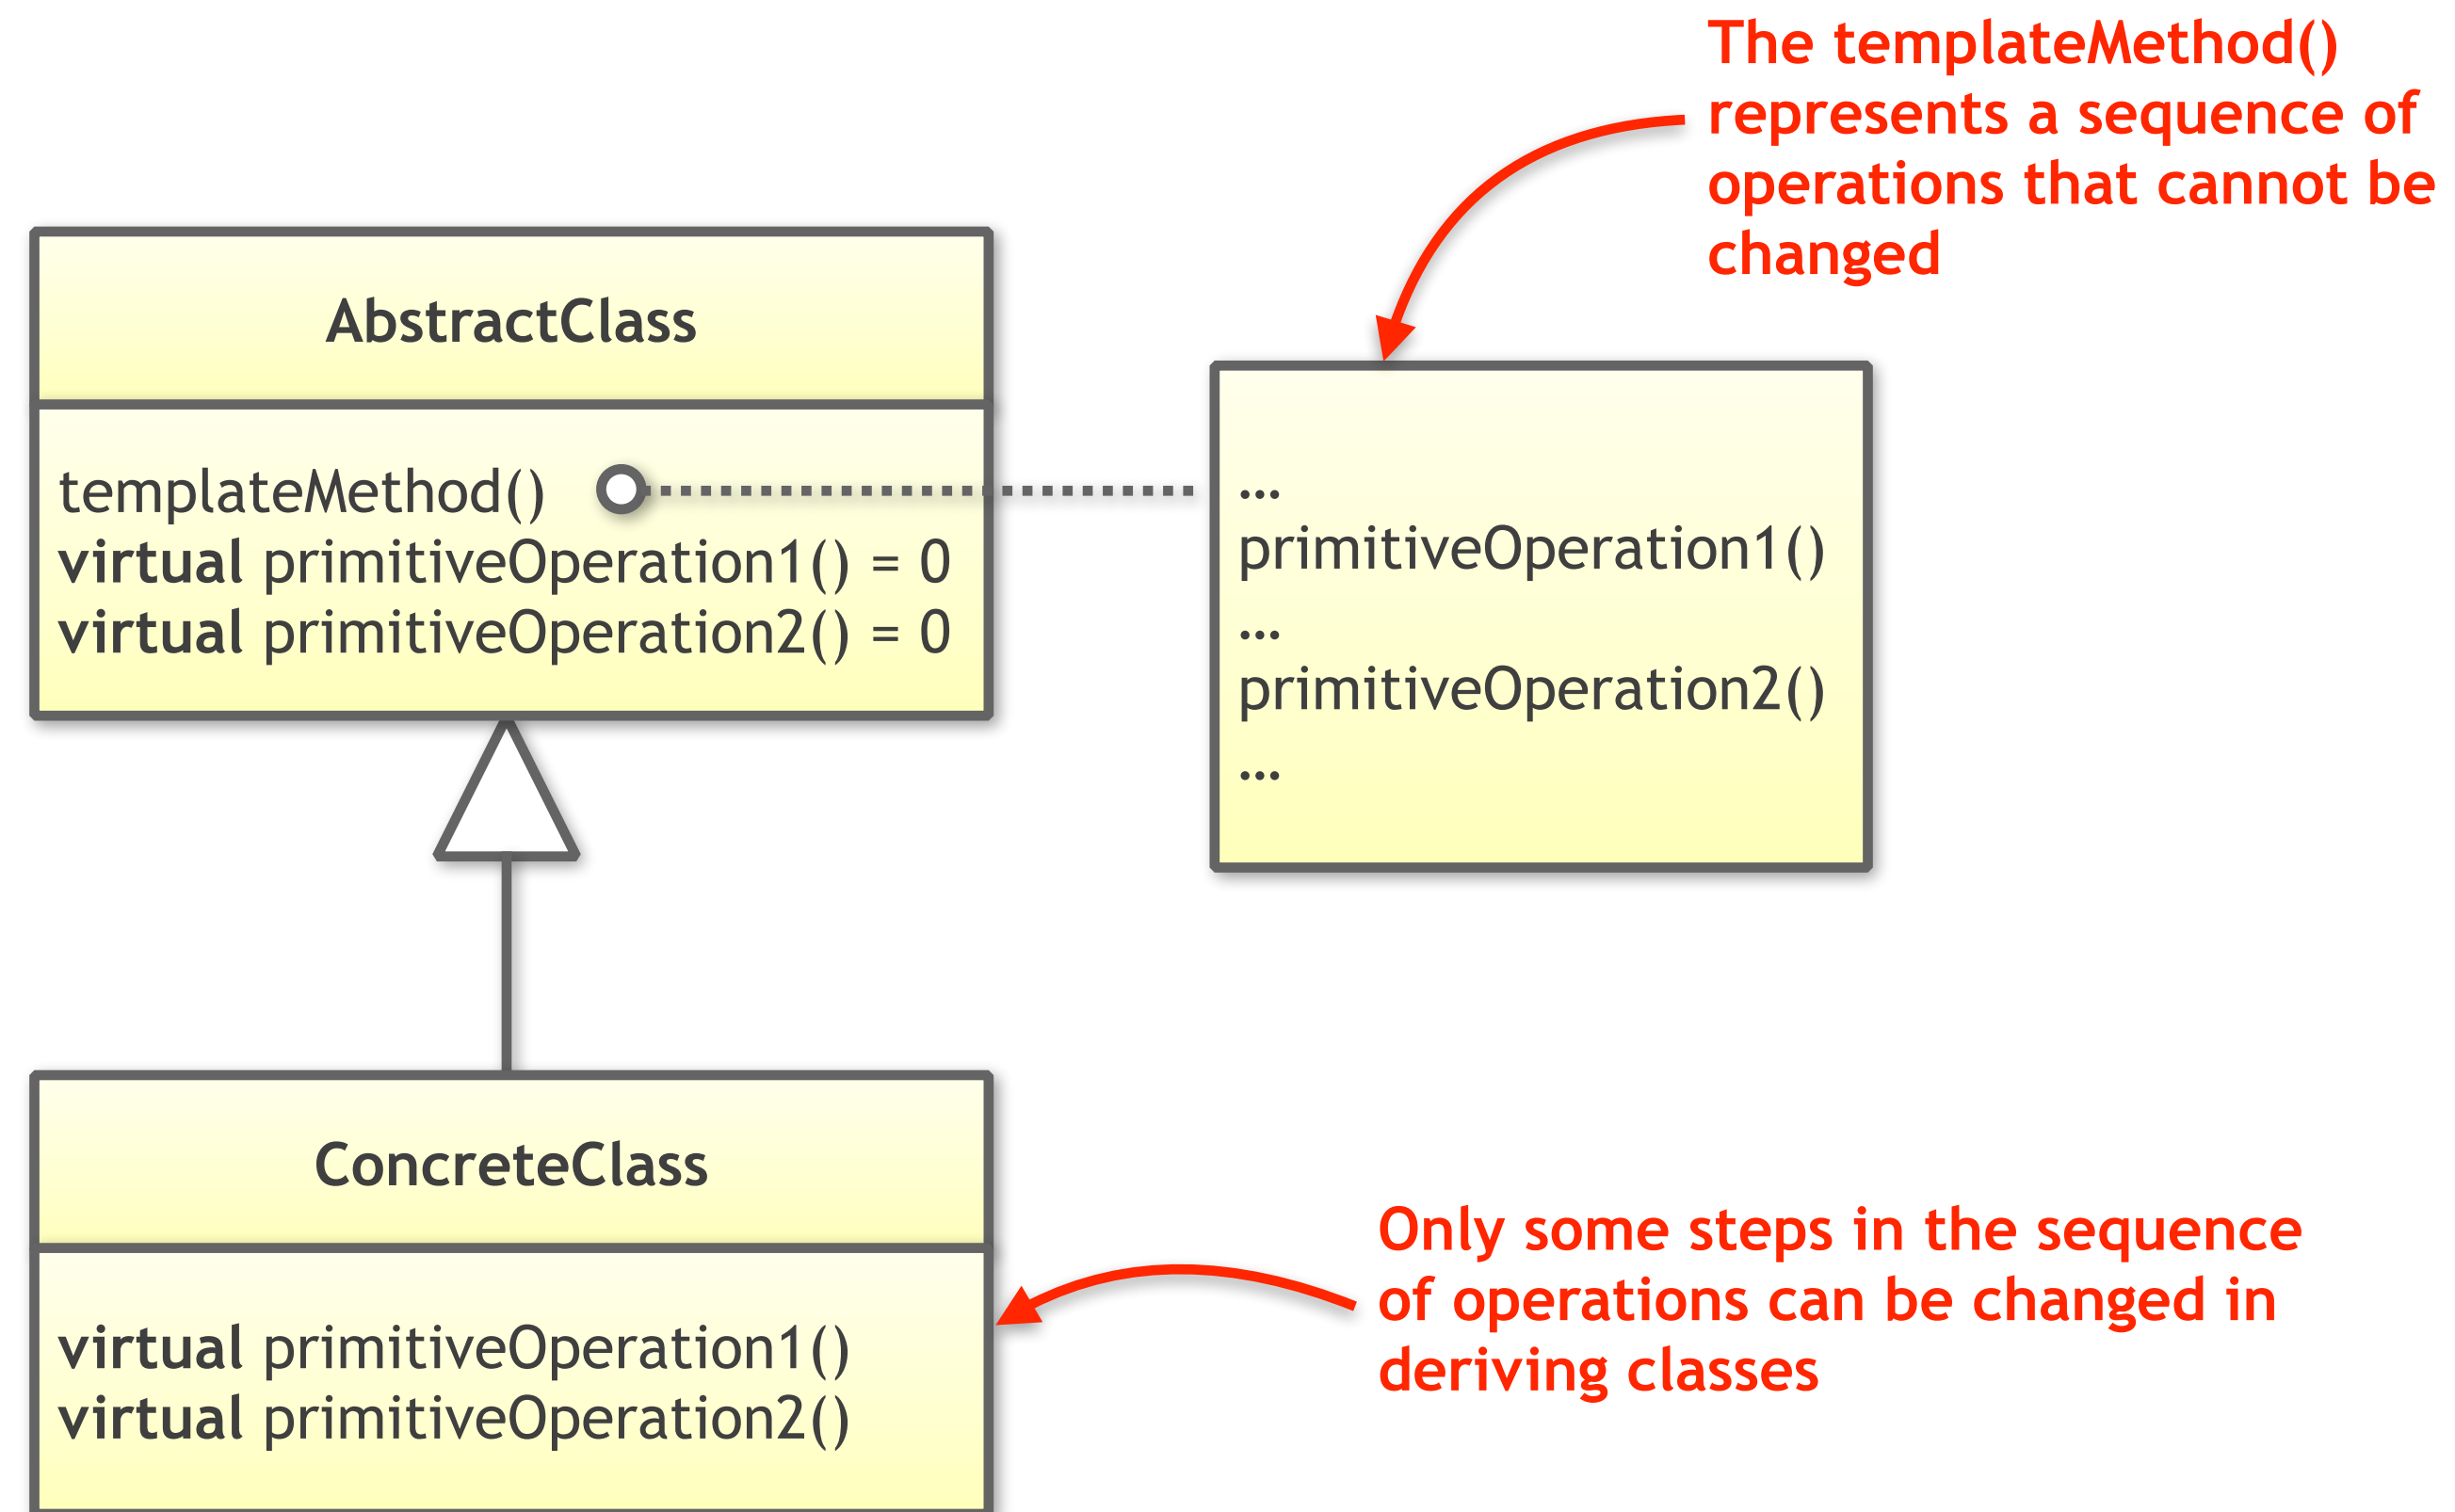 The templateMethod()
represents a sequence of
operations that cannot be
changed
AbstractClass
templateMethod()
virtual primitiveOperation1() = 0
virtual primitiveOperation2() = 0
...
primitiveOperation1()
...
primitiveOperation2()
...
ConcreteClass
virtual primitiveOperation1()
virtual primitiveOperation2()
Only some steps in the sequence
of operations can be changed in
deriving classes